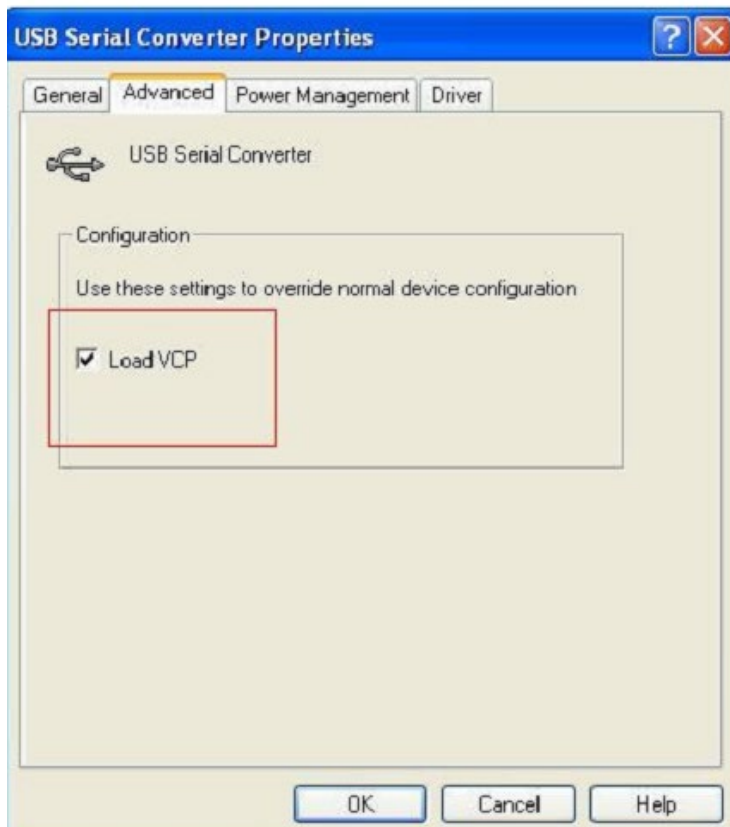 USB Serial Converter Properties
General Advanced Power Management Driver
USB Serial Converter
Configuration
Use these settings to override normal device configuration
Load VCP
OK Cancel Help